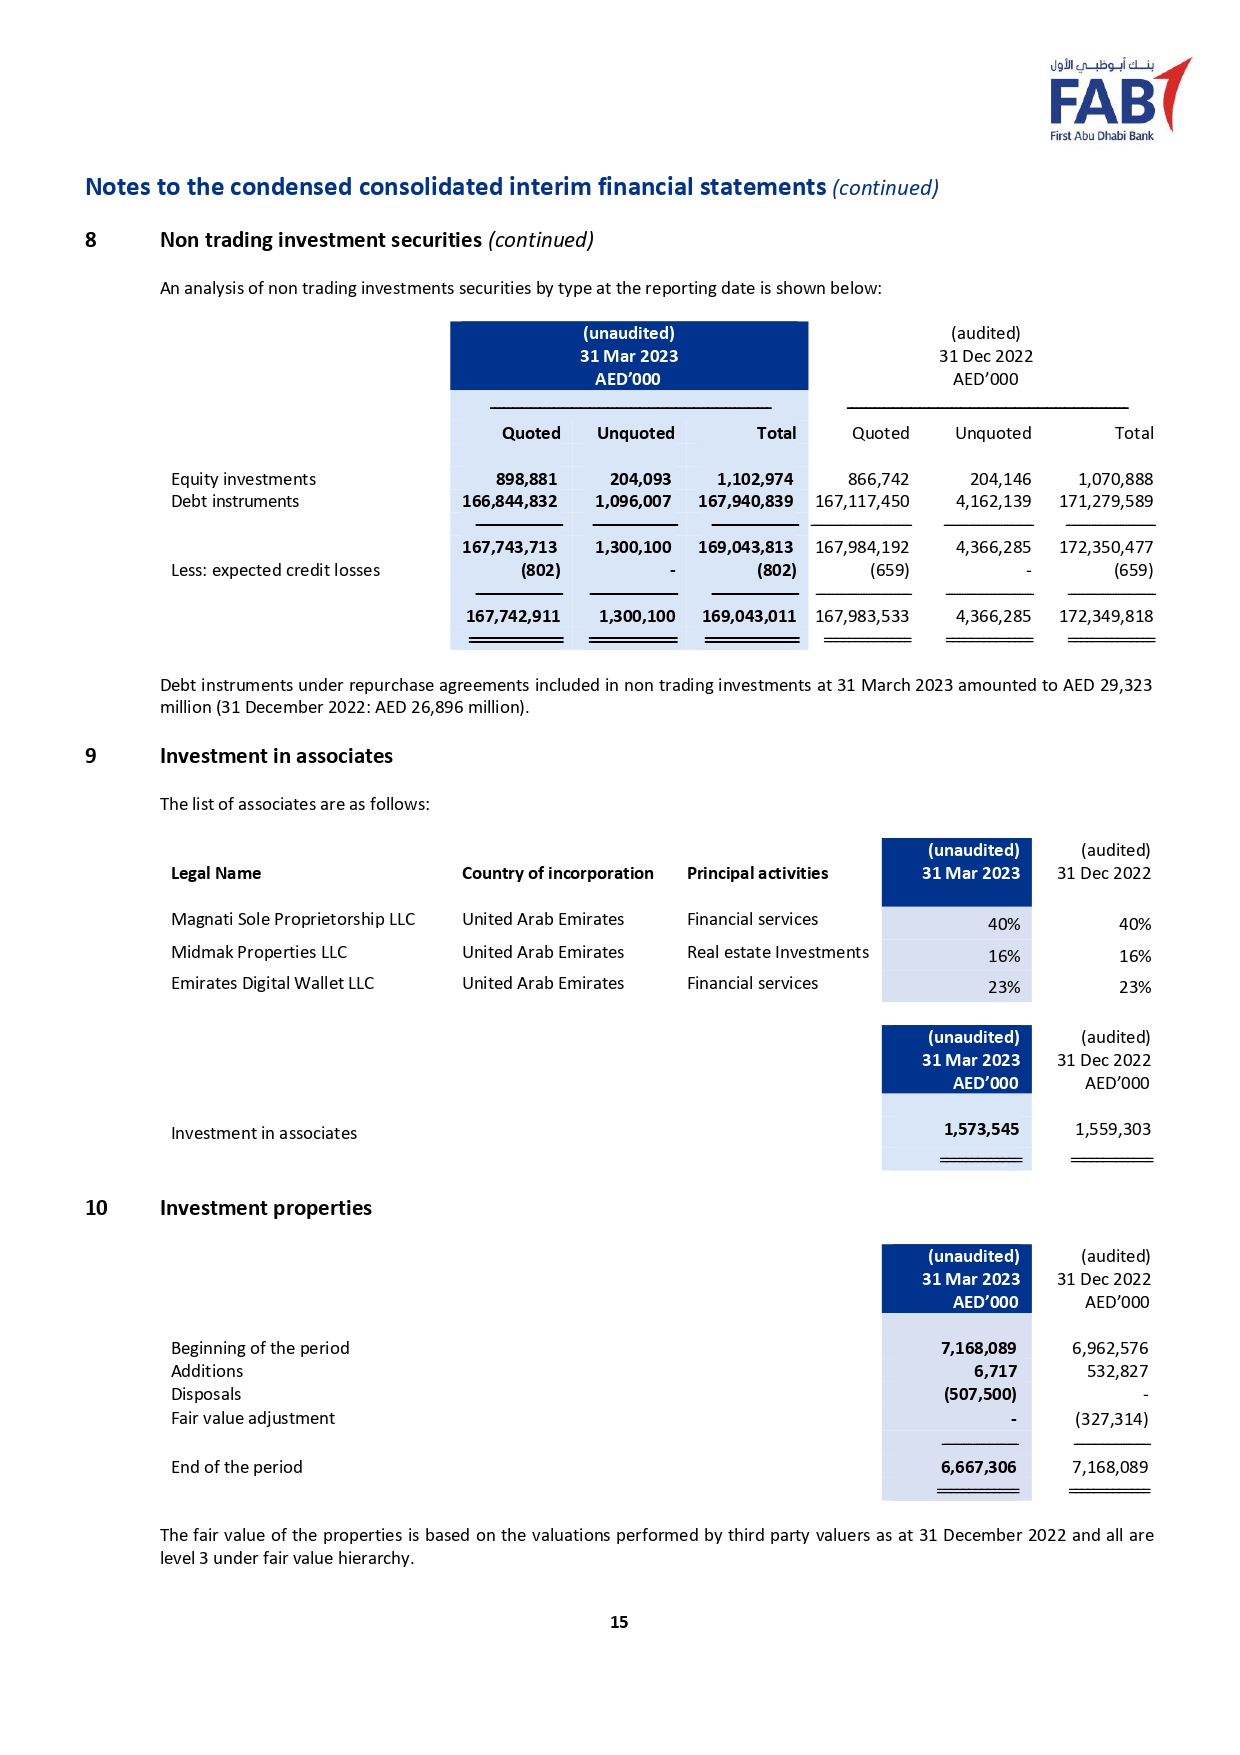 بنك أبوظبي الأول
FAB
First Abu Dhabi Bank
Notes to the condensed consolidated interim financial statements (continued)
8 Non trading investment securities (continued)
An analysis of non trading investments securities by type at the reporting date is shown below:
(unaudited) (audited)
31 Mar 2023 31 Dec 2022
AED’000 AED’000
Quoted Unquoted Total Quoted Unquoted Total
Equity investments 898,881 204,093 1,102,974 866,742 204,146 1,070,888
Debt instruments 166,844,832 1,096,007 167,940,839 167,117,450 4,162,139 171,279,589
167,743,713 1,300,100 169,043,813 167,984,192 4,366,285 172,350,477
Less: expected credit losses (802) - (802) (659) - (659)
167,742,911 1,300,100 169,043,011 167,983,533 4,366,285 172,349,818
Debt instruments under repurchase agreements included in non trading investments at 31 March 2023 amounted to AED 29,323
million (31 December 2022: AED 26,896 million).
9 Investment in associates
The list of associates are as follows:
(unaudited) (audited)
Legal Name Country of incorporation Principal activities 31 Mar 2023 31 Dec 2022
Magnati Sole Proprietorship LLC United Arab Emirates Financial services 40% 40%
Midmak Properties LLC United Arab Emirates Real estate Investments 16% 16%
Emirates Digital Wallet LLC United Arab Emirates Financial services 23% 23%
(unaudited) (audited)
31 Mar 2023 31 Dec 2022
AED’000 AED’000
Investment in associates 1,573,545 1,559,303
10 Investment properties
(unaudited) (audited)
31 Mar 2023 31 Dec 2022
AED’000 AED’000
Beginning of the period 7,168,089 6,962,576
Additions 6,717 532,827
Disposals (507,500) -
Fair value adjustment - (327,314)
End of the period 6,667,306 7,168,089
The fair value of the properties is based on the valuations performed by third party valuers as at 31 December 2022 and all are
level 3 under fair value hierarchy.
15